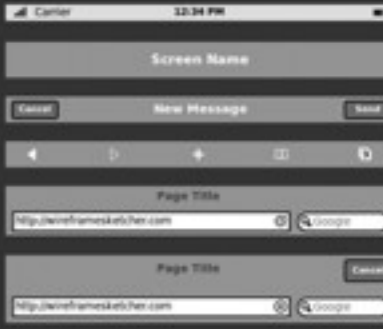 Carrier 12:34 PM
Screen Name
Cancel New Message Send
Page Title
http://wireframesketcher.com Google
Page Title Cancel
http://wireframesketcher.com Google